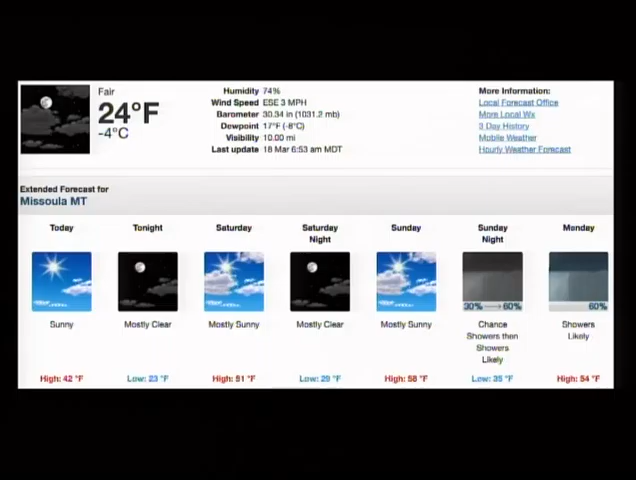 Fair
24°F
-4°C
Humidity 74%
Wind Speed ESE 3 MPH
Barometer 30.34 in (1031.2 mb)
Dewpoint 17°F (-8°C)
Visibility 10.00 mi
Last update 18 Mar 6:53 am MDT
More Information:
Local Forecast Office
More Local Wx
3 Day History
Mobile Weather
Hourly Weather Forecast
Extended Forecast for
Missoula MT
Today Tonight Saturday Saturday Night Sunday Sunday Night Monday
30% 60% 60%
Sunny Mostly Clear Mostly Sunny Mostly Clear Mostly Sunny Chance Showers then Showers Likely Showers Likely
High: 42 °F Low: 23 °F High: 51 °F Low: 29 °F High: 58 °F Low: 35 °F High: 54 °F